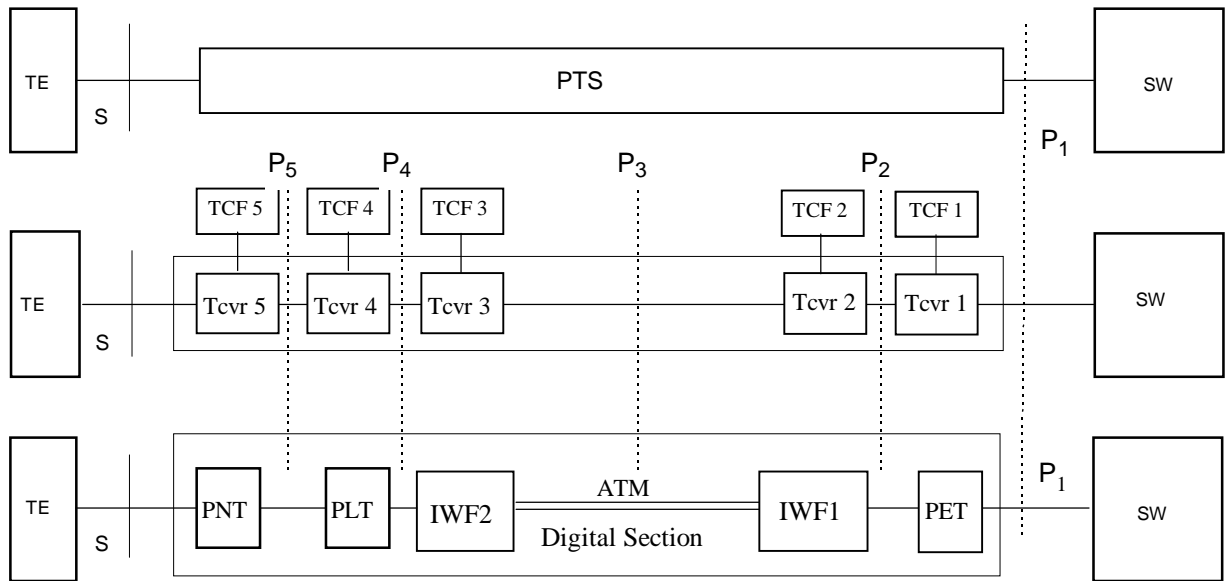 TE
S
PTS
P1
SW
P5
P4
P3
P2
TCF 5
TCF 4
TCF 3
TCF 2
TCF 1
TE
S
Tcvr 5
Tcvr 4
Tcvr 3
Tcvr 2
Tcvr 1
SW
TE
S
PNT
PLT
IWF2
ATM
Digital Section
IWF1
PET
P1
SW